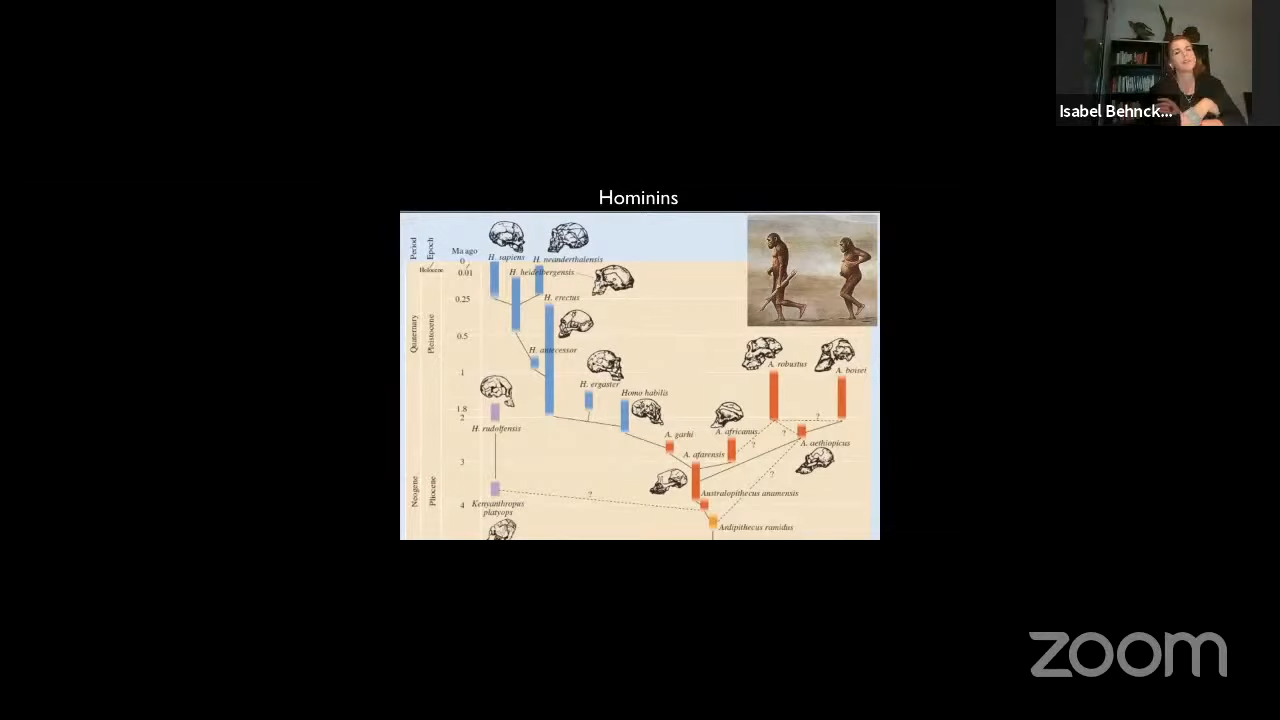 Isabel Behnck...
Hominins
Period
Epoch
Ma ago
0
Holocene
0.01
0.25
0.5
1
1.8
2
3
4
Quaternary
Pleistocene
Neogene
Pliocene
H. sapiens
H. neanderthalensis
H. heidelbergensis
H. erectus
H. antecessor
H. ergaster
Homo habilis
H. rudolfensis
A. garhi
A. africanus
A. robustus
A. boisei
A. aethiopicus
A. afarensis
?
?
?
?
?
Australopithecus anamensis
Kenyanthropus
platyops
Ardipithecus ramidus
zoom